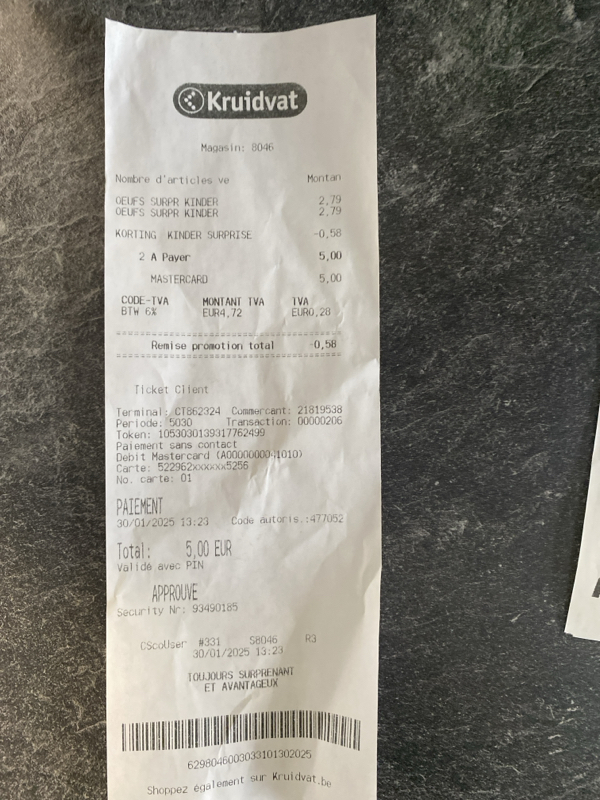 Kruidvat
Magasin: 8046
Nombre d'articles ve Montan
OEUFS SURPR KINDER 2,79
OEUFS SURPR KINDER 2,79
KORTING KINDER SURPRISE -0,58
2 A Payer 5,00
MASTERCARD 5,00
CODE-TVA MONTANT TVA TVA
BTW 6% EUR4,72 EUR0,28
Remise promotion total -0,58
Ticket Client
Terminal: CT862324 Commercant: 21819538
Periode: 5030 Transaction: 00000206
Token: 1053030139317762499
Paiement sans contact
Debit Mastercard (A0000000041010)
Carte: 522962xxxxxx5256
No. carte: 01
PAIEMENT
30/01/2025 13:23 Code autoris.:477052
Total: 5,00 EUR
Validé avec PIN
APPROUVE
Security Nr: 93490185
CScoUser #331 S8046 R3
30/01/2025 13:23
TOUJOURS SURPRENANT
ET AVANTAGEUX
6298046003033101302025
Shoppez également sur Kruidvat.be